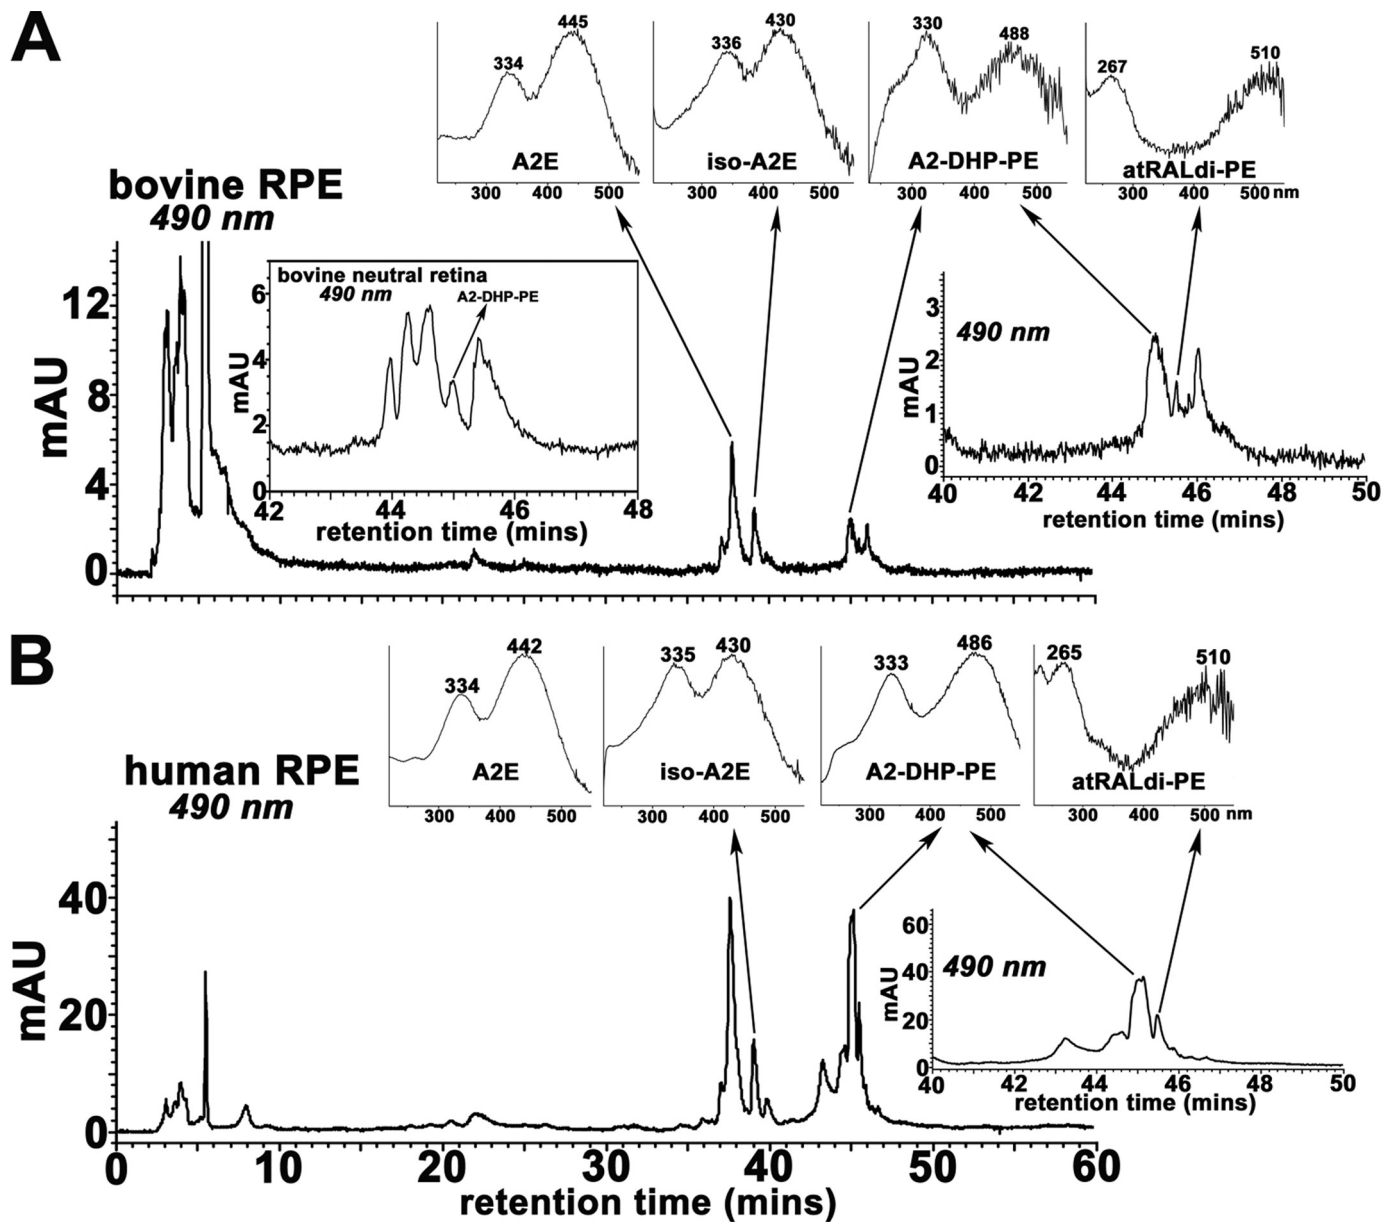 A
334
445
A2E
300 400 500
336
430
iso-A2E
300 400 500
330
488
A2-DHP-PE
300 400 500
267
510
atRALdi-PE
300 400 500 nm
bovine RPE
490 nm
mAU
12
8
4
0
bovine neutral retina
490 nm
A2-DHP-PE
mAU
6
4
2
0
42 44 46 48
retention time (mins)
490 nm
mAU
3
2
1
0
40 42 44 46 48 50
retention time (mins)
B
334
442
A2E
300 400 500
335
430
iso-A2E
300 400 500
333
486
A2-DHP-PE
300 400 500
265
510
atRALdi-PE
300 400 500 nm
human RPE
490 nm
mAU
40
20
0
490 nm
mAU
60
40
20
0
40 42 44 46 48 50
retention time (mins)
0 10 20 30 40 50 60
retention time (mins)